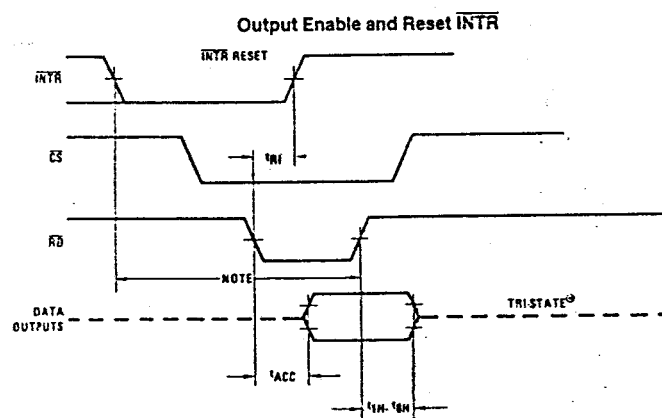 Output Enable and Reset INTR
INTR RESET
INTR
CS
tRI
RD
NOTE
DATA
OUTPUTS
TRI-STATE®
tACC
t1H, t0H